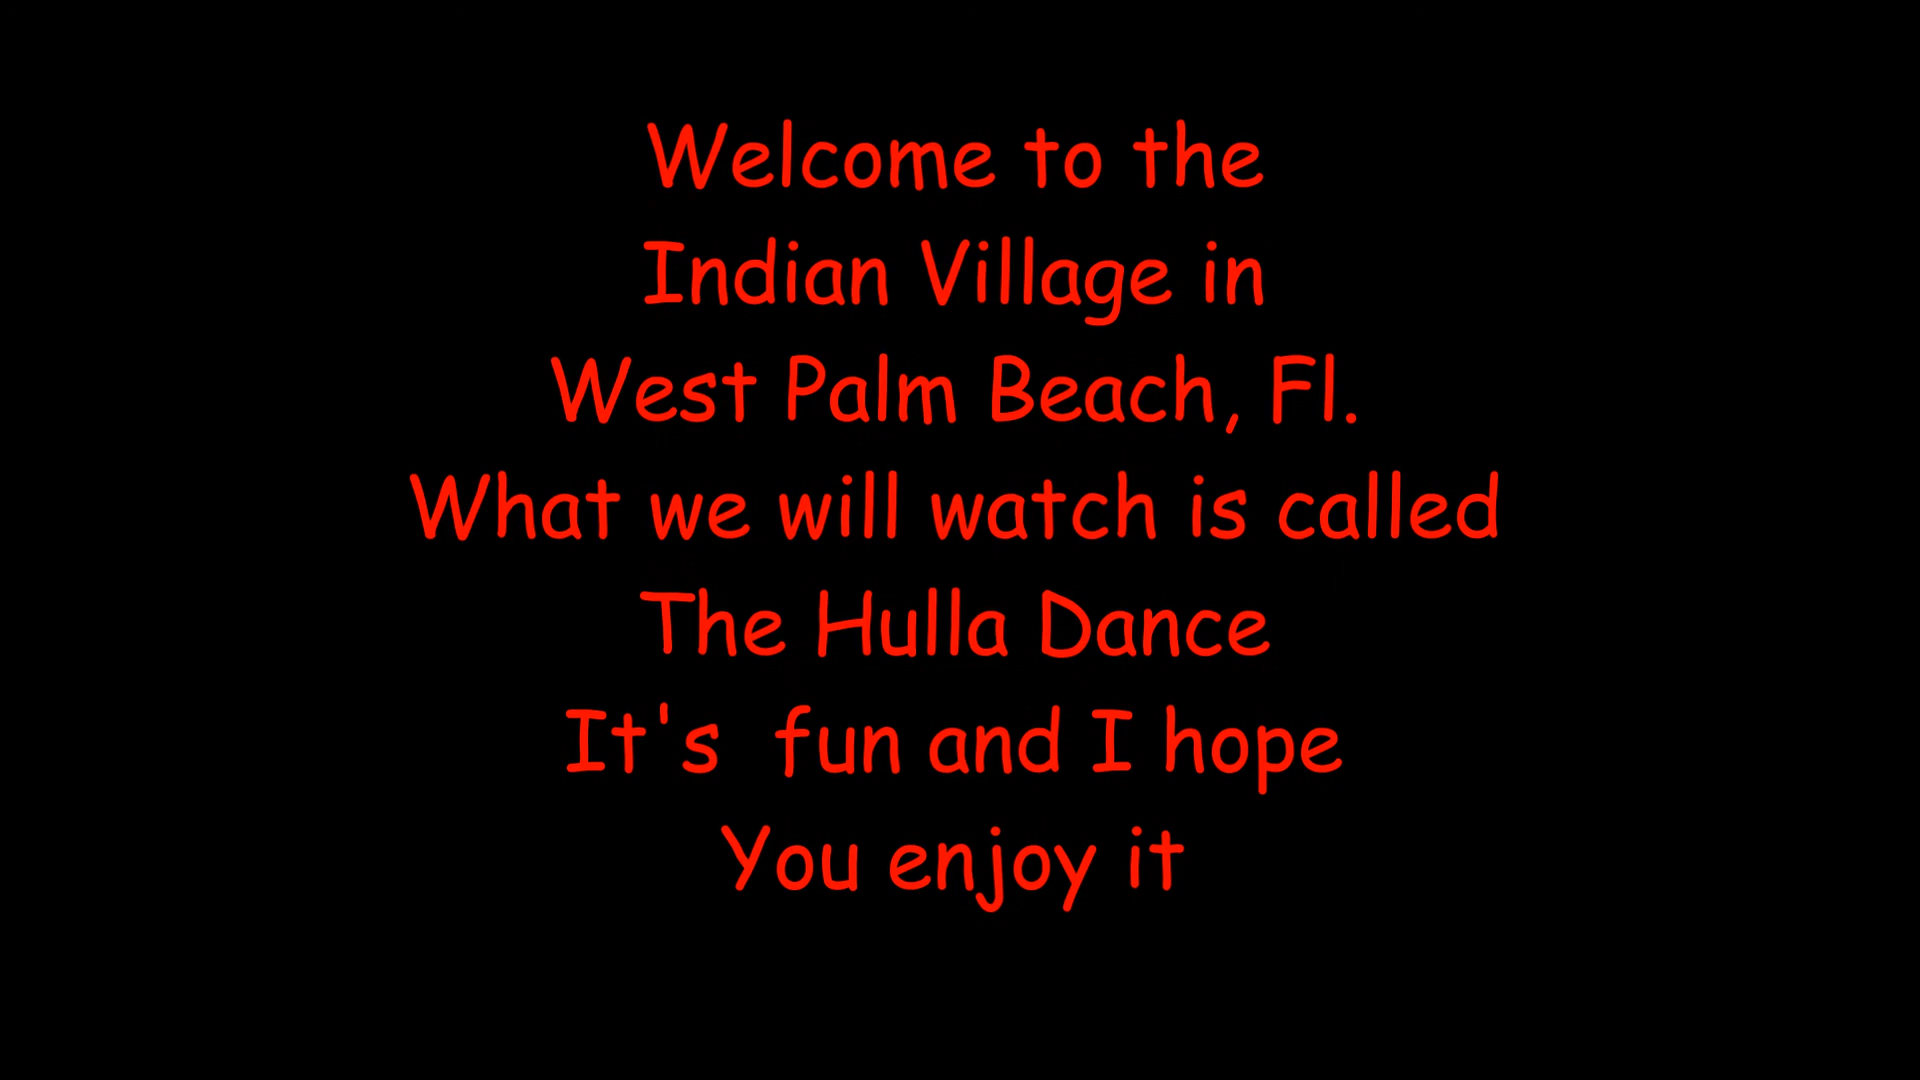 Welcome to the
Indian Village in
West Palm Beach, Fl.
What we will watch is called
The Hulla Dance
It's  fun and I hope
You enjoy it